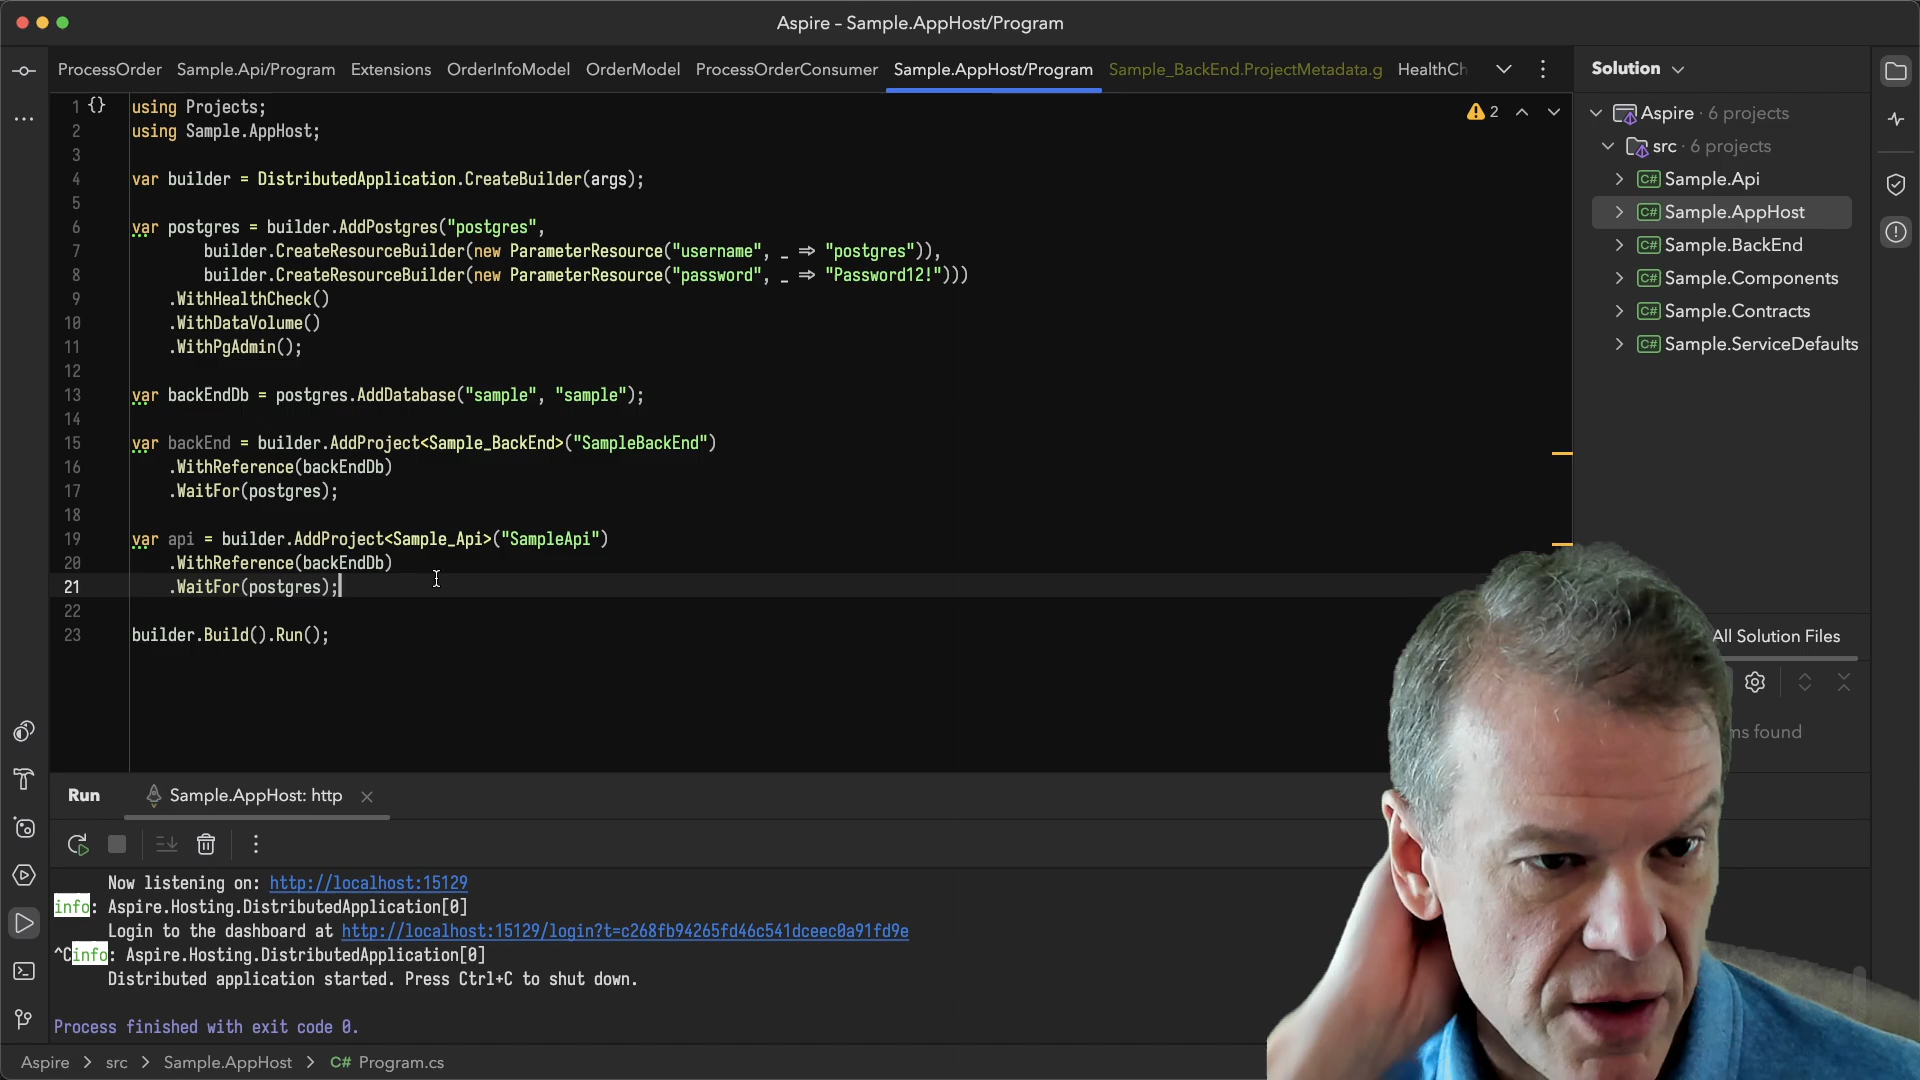 Aspire – Sample.AppHost/Program
ProcessOrder Sample.Api/Program Extensions OrderInfoModel OrderModel ProcessOrderConsumer Sample.AppHost/Program Sample_BackEnd.ProjectMetadata.g HealthCh
Solution
1 {} using Projects;
2 using Sample.AppHost;
3
4 var builder = DistributedApplication.CreateBuilder(args);
5
6 var postgres = builder.AddPostgres("postgres",
7 builder.CreateResourceBuilder(new ParameterResource("username", _ => "postgres")),
8 builder.CreateResourceBuilder(new ParameterResource("password", _ => "Password12!")))
9 .WithHealthCheck()
10 .WithDataVolume()
11 .WithPgAdmin();
12
13 var backEndDb = postgres.AddDatabase("sample", "sample");
14
15 var backEnd = builder.AddProject<Sample_BackEnd>("SampleBackEnd")
16 .WithReference(backEndDb)
17 .WaitFor(postgres);
18
19 var api = builder.AddProject<Sample_Api>("SampleApi")
20 .WithReference(backEndDb)
21 .WaitFor(postgres);
22
23 builder.Build().Run();
2
Aspire · 6 projects
src · 6 projects
C# Sample.Api
C# Sample.AppHost
C# Sample.BackEnd
C# Sample.Components
C# Sample.Contracts
C# Sample.ServiceDefaults
All Solution Files
found
Run Sample.AppHost: http
Now listening on: http://localhost:15129
info: Aspire.Hosting.DistributedApplication[0]
Login to the dashboard at http://localhost:15129/login?t=c268fb94265fd46c541dceec0a91fd9e
^Cinfo: Aspire.Hosting.DistributedApplication[0]
Distributed application started. Press Ctrl+C to shut down.
Process finished with exit code 0.
Aspire > src > Sample.AppHost > C# Program.cs